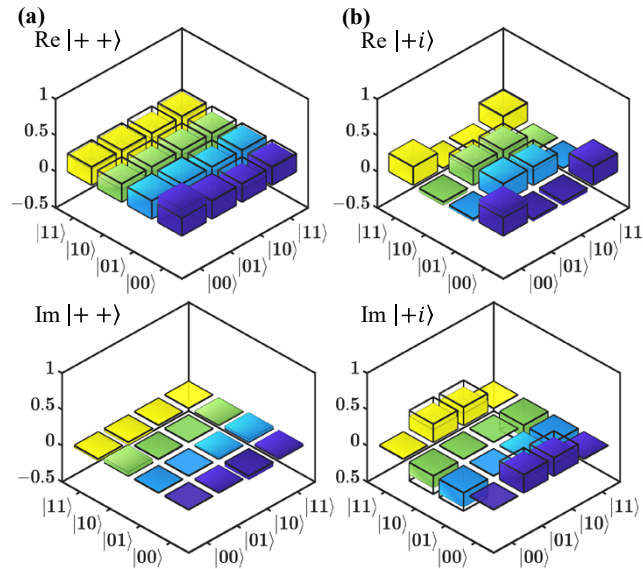 (a) (b)
Re |+ +⟩ Re |+i⟩
1 1
0.5 0.5
0 0
−0.5 −0.5
|11⟩ |10⟩ |01⟩ |00⟩ |00⟩ |01⟩ |10⟩ |11⟩
|11⟩ |10⟩ |01⟩ |00⟩ |00⟩ |01⟩ |10⟩ |11
Im |+ +⟩ Im |+i⟩
1 1
0.5 0.5
0 0
−0.5 0.5
|11⟩ |10⟩ |01⟩ |00⟩ |00⟩ |01⟩ |10⟩ |11⟩
|11⟩ |10⟩ |01⟩ |00⟩ |00⟩ |01⟩ |10⟩ |11⟩